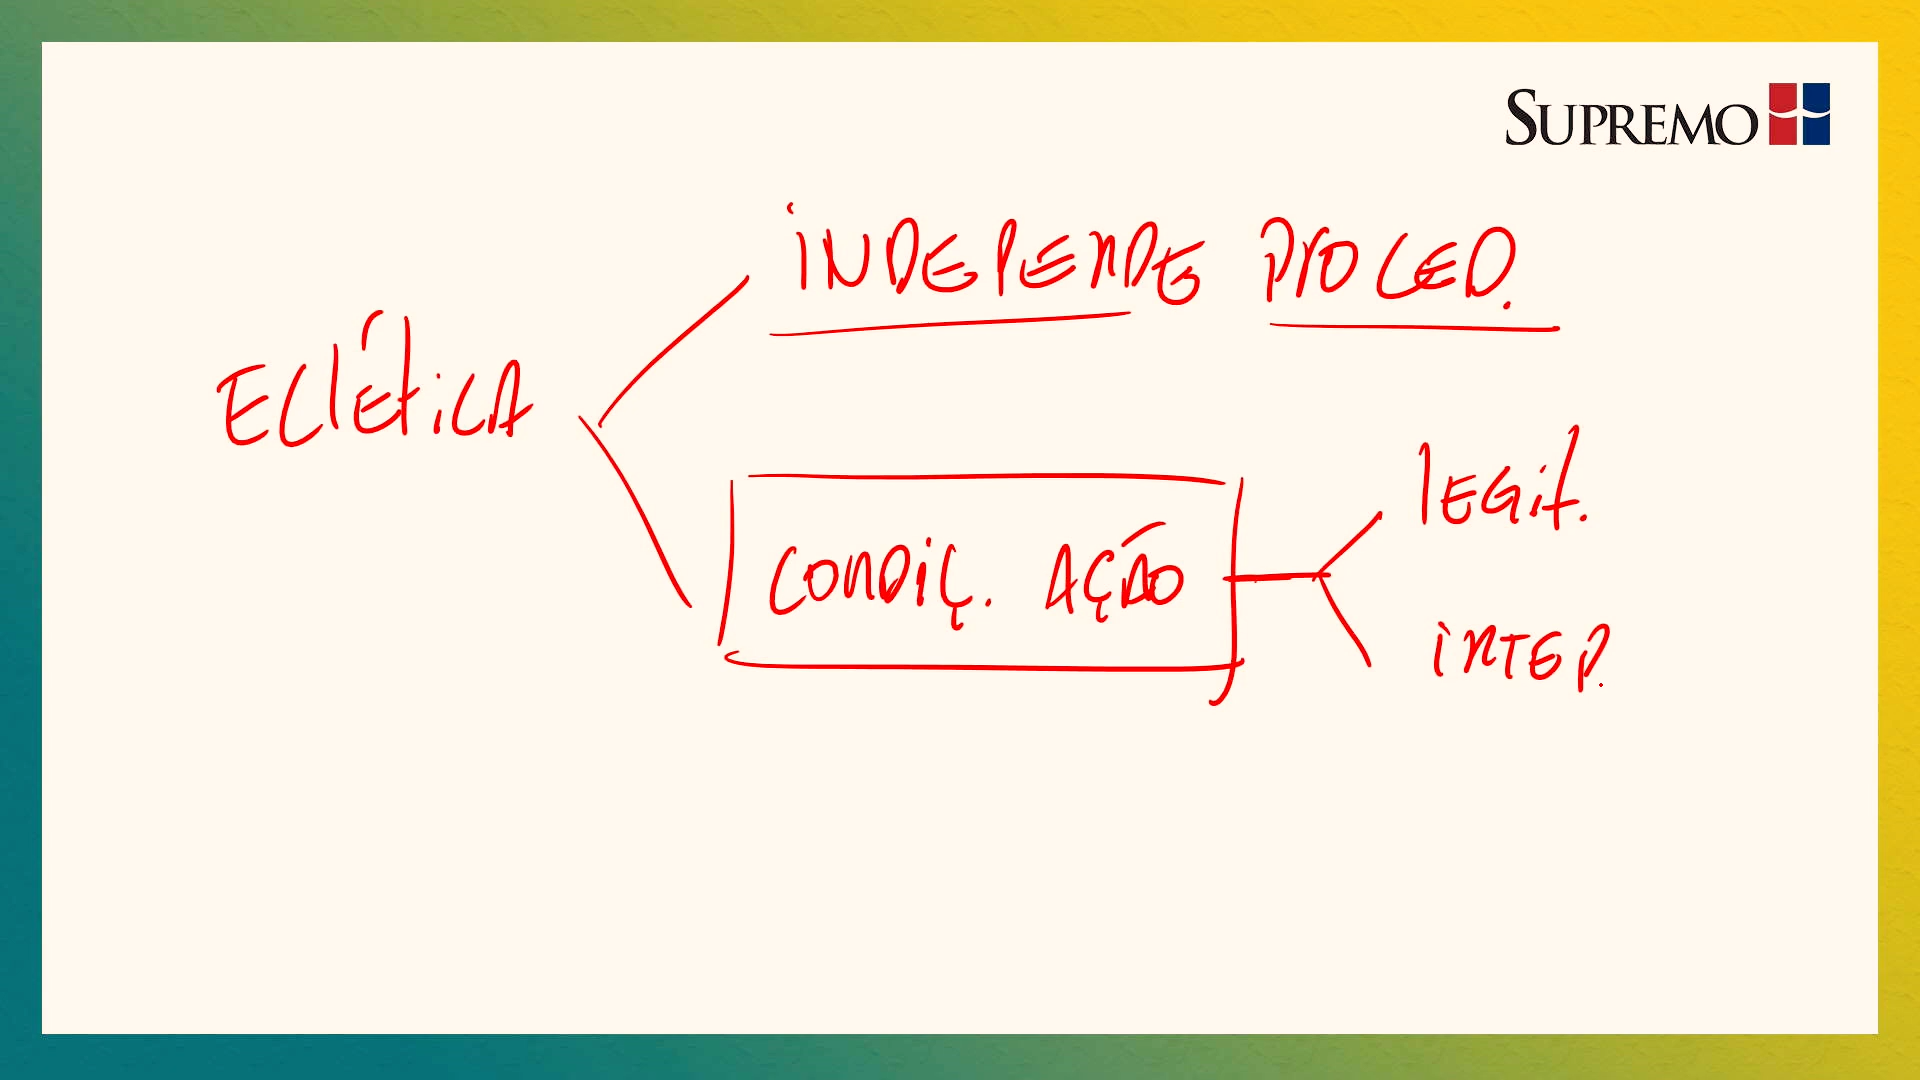 SUPREMO
INDEPENDE PROCED.
ECLÉTICA
LEGIT.
CONDIÇ. AÇÃO
INTER.